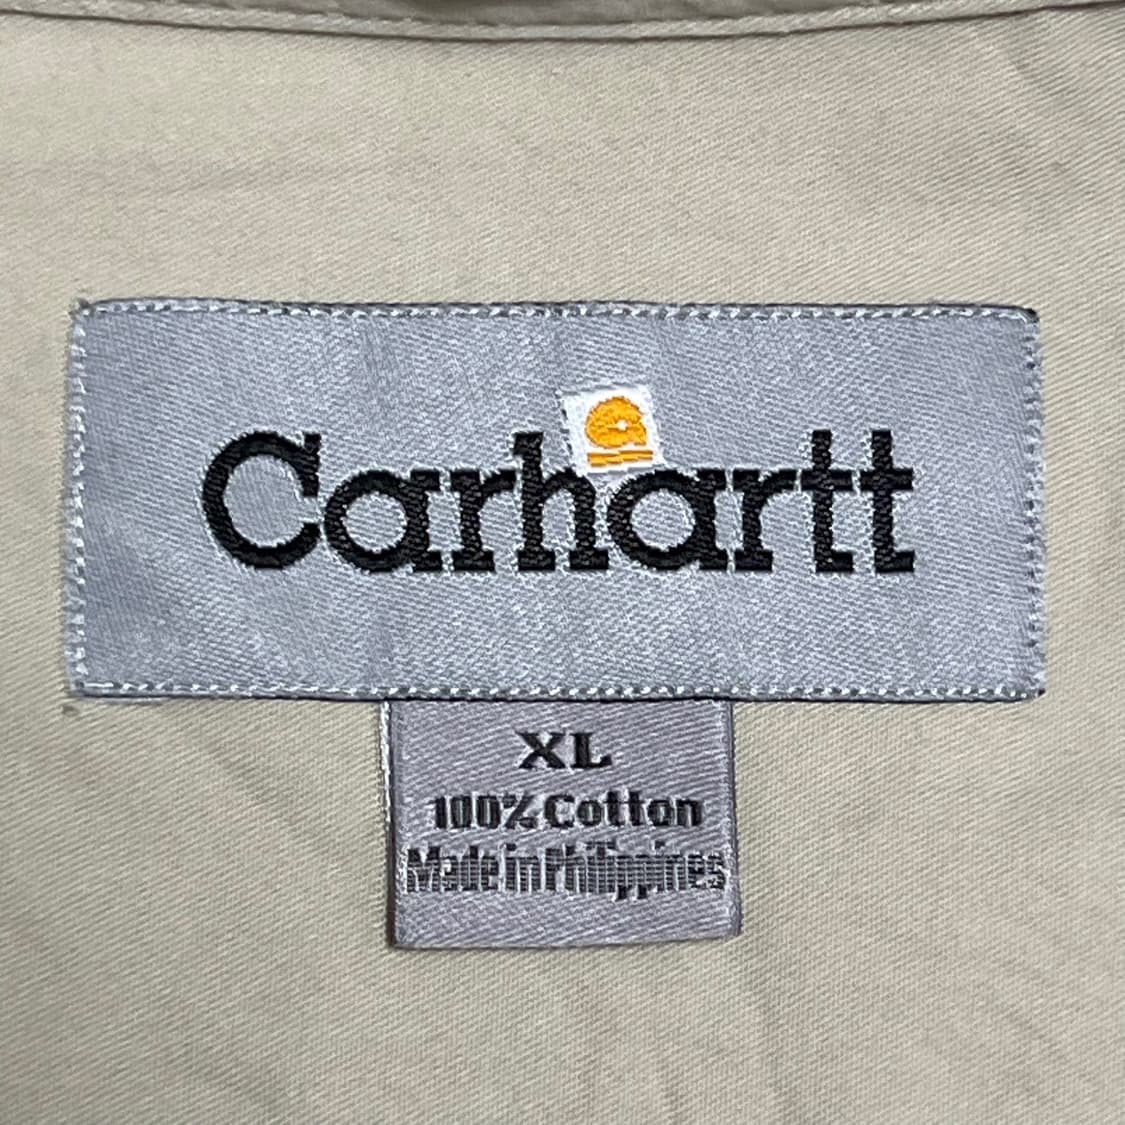 Carhartt
XL
100% Cotton
Made in Philippines